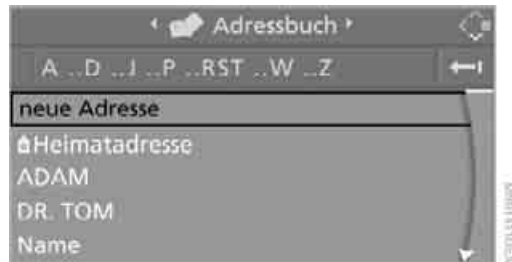 Adressbuch
A ..D ..J ..P ..RST ..W ..Z
neue Adresse
Heimatadresse
ADAM
DR. TOM
Name